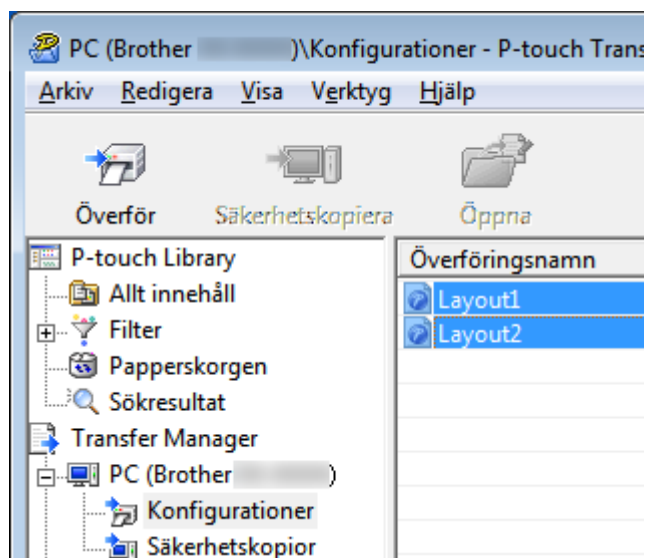 PC (Brother )\Konfigurationer - P-touch Trans
Arkiv Redigera Visa Verktyg Hjälp
Överför Säkerhetskopiera Öppna
P-touch Library
Allt innehåll
Filter
Papperskorgen
Sökresultat
Transfer Manager
PC (Brother )
Konfigurationer
Säkerhetskopior
Överföringsnamn
Layout1
Layout2